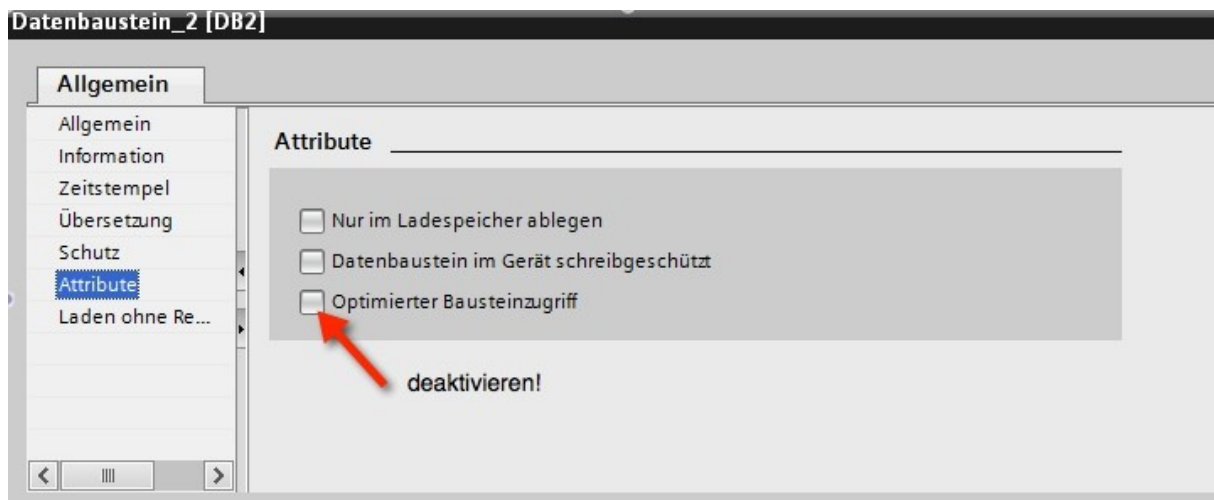 Datenbaustein_2 [DB2]
Allgemein
Allgemein
Information
Zeitstempel
Übersetzung
Schutz
Attribute
Laden ohne Re...
Attribute
Nur im Ladespeicher ablegen
Datenbaustein im Gerät schreibgeschützt
Optimierter Bausteinzugriff
deaktivieren!